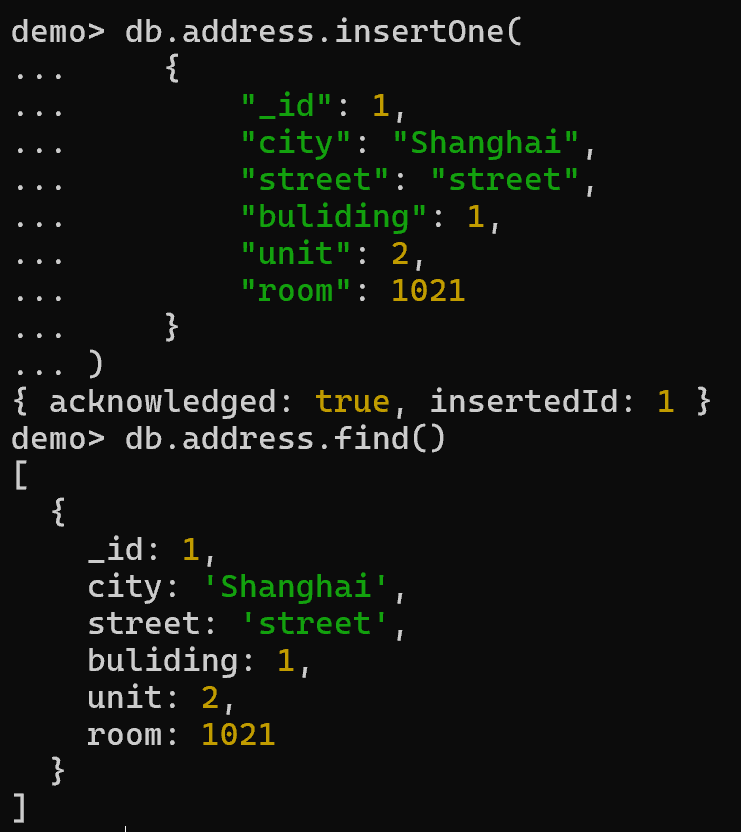 demo> db.address.insertOne(
...     {
...         "_id": 1,
...         "city": "Shanghai",
...         "street": "street",
...         "buliding": 1,
...         "unit": 2,
...         "room": 1021
...     }
... )
{ acknowledged: true, insertedId: 1 }
demo> db.address.find()
[
  {
    _id: 1,
    city: 'Shanghai',
    street: 'street',
    buliding: 1,
    unit: 2,
    room: 1021
  }
]